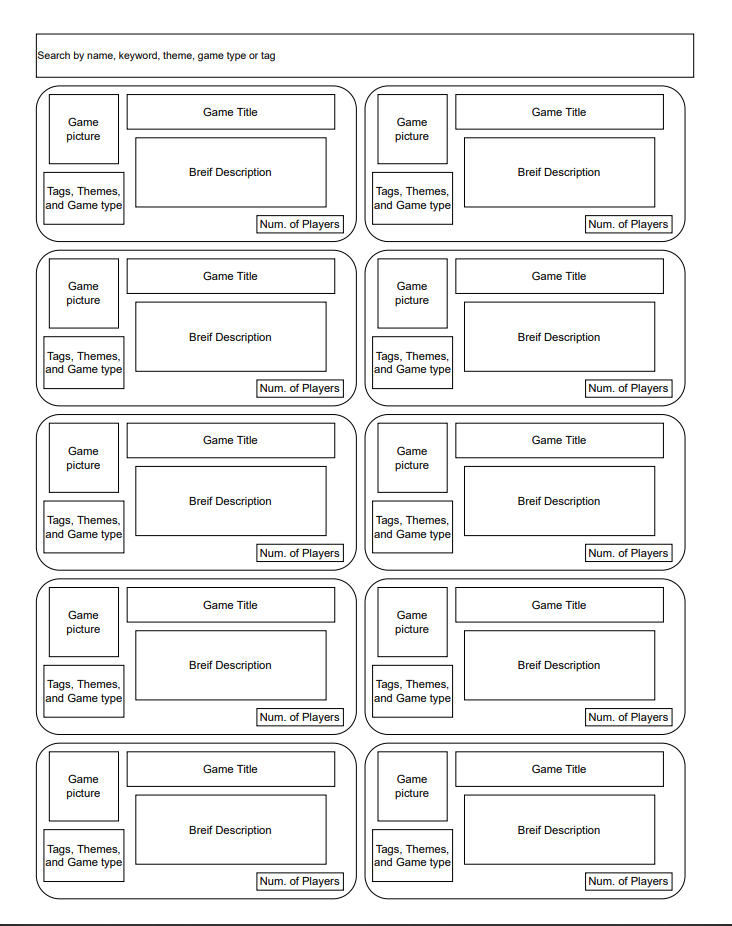 Search by name, keyword, theme, game type or tag
Game
picture
Game Title
Breif Description
Tags, Themes,
and Game type
Num. of Players
Game
picture
Game Title
Breif Description
Tags, Themes,
and Game type
Num. of Players
Game
picture
Game Title
Breif Description
Tags, Themes,
and Game type
Num. of Players
Game
picture
Game Title
Breif Description
Tags, Themes,
and Game type
Num. of Players
Game
picture
Game Title
Breif Description
Tags, Themes,
and Game type
Num. of Players
Game
picture
Game Title
Breif Description
Tags, Themes,
and Game type
Num. of Players
Game
picture
Game Title
Breif Description
Tags, Themes,
and Game type
Num. of Players
Game
picture
Game Title
Breif Description
Tags, Themes,
and Game type
Num. of Players
Game
picture
Game Title
Breif Description
Tags, Themes,
and Game type
Num. of Players
Game
picture
Game Title
Breif Description
Tags, Themes,
and Game type
Num. of Players